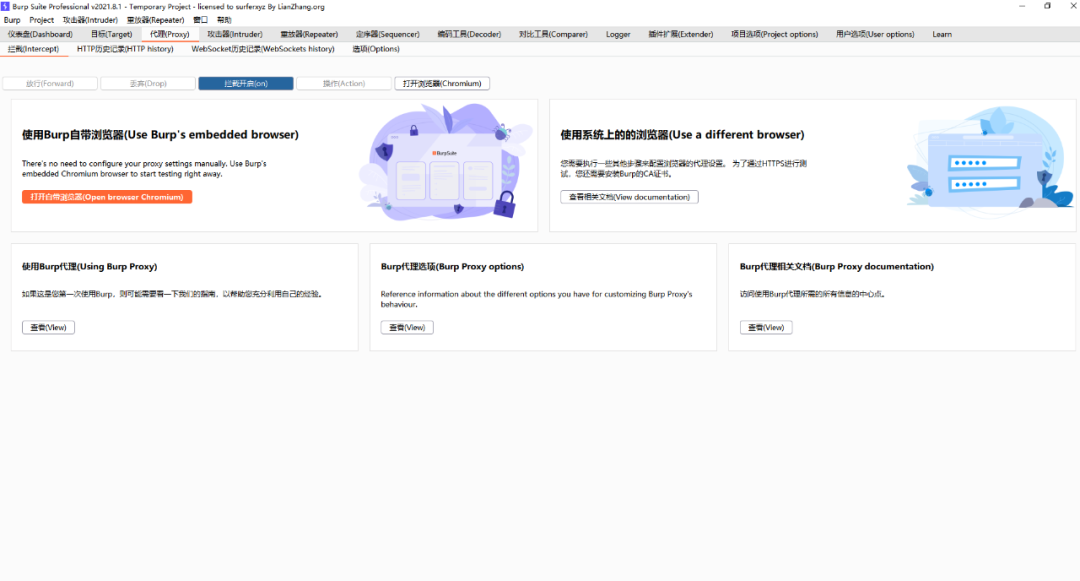 Burp Suite Professional v2021.8.1 - Temporary Project - licensed to surferxyz By LianZhang.org
Burp Project 攻击器(Intruder) 重放器(Repeater) 窗口 帮助
仪表盘(Dashboard) 目标(Target) 代理(Proxy) 攻击器(Intruder) 重放器(Repeater) 定序器(Sequencer) 编码工具(Decoder) 对比工具(Comparer) Logger 插件扩展(Extender) 项目选项(Project options) 用户选项(User options) Learn
拦截(Intercept) HTTP历史记录(HTTP history) WebSocket历史记录(WebSockets history) 选项(Options)
放行(Forward) 丢弃(Drop) 拦截开启(on) 操作(Action) 打开浏览器(Chromium)
使用Burp自带浏览器(Use Burp's embedded browser)
There's no need to configure your proxy settings manually. Use Burp's
embedded Chromium browser to start testing right away.
打开自带浏览器(Open browser Chromium)
BurpSuite
使用系统上的的浏览器(Use a different browser)
您需要执行一些其他步骤来配置浏览器的代理设置。 为了通过HTTPS进行测
试，您还需要安装Burp的CA证书。
查看相关文档(View documentation)
使用Burp代理(Using Burp Proxy)
如果这是您第一次使用Burp，则可能需要看一下我们的指南，以帮助您充分利用自己的经验。
查看(View)
Burp代理选项(Burp Proxy options)
Reference information about the different options you have for customizing Burp Proxy's
behaviour.
查看(View)
Burp代理相关文档(Burp Proxy documentation)
访问使用Burp代理所需的所有信息的中心点。
查看(View)